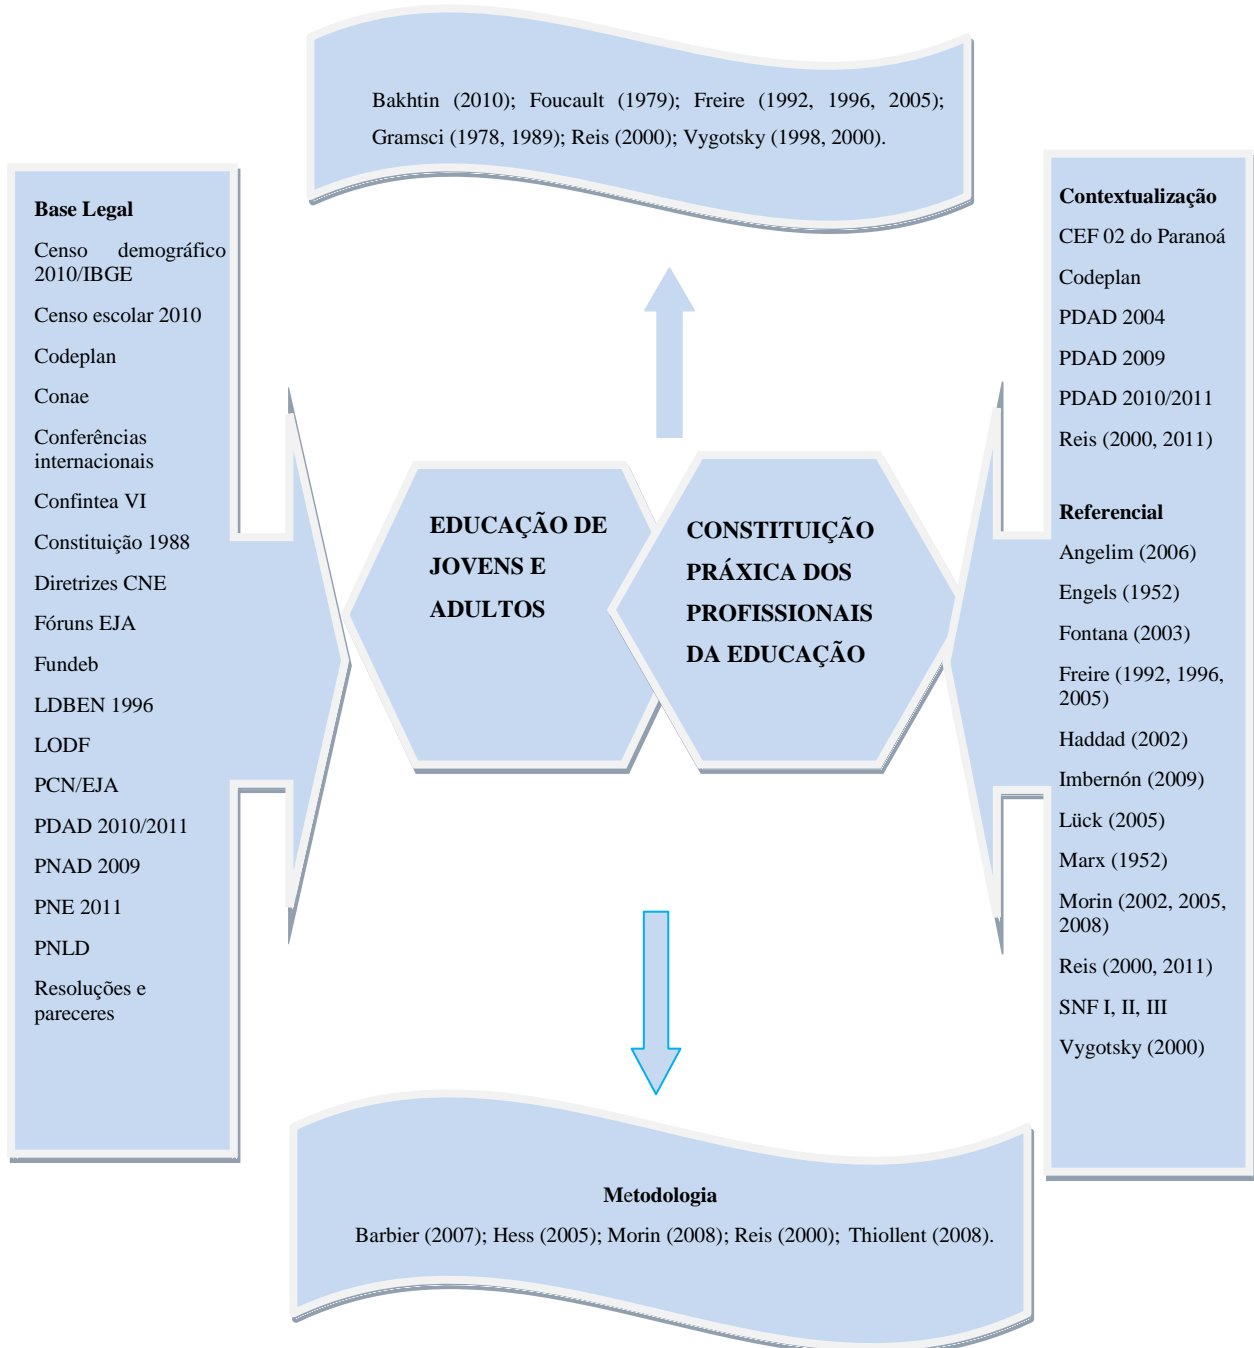 Bakhtin (2010); Foucault (1979); Freire (1992, 1996, 2005);
Gramsci (1978, 1989); Reis (2000); Vygotsky (1998, 2000).
Base Legal
Censo demográfico
2010/IBGE
Censo escolar 2010
Codeplan
Conae
Conferências
internacionais
Confintea VI
Constituição 1988
Diretrizes CNE
Fóruns EJA
Fundeb
LDBEN 1996
LODF
PCN/EJA
PDAD 2010/2011
PNAD 2009
PNE 2011
PNLD
Resoluções e
pareceres
EDUCAÇÃO DE
JOVENS E
ADULTOS
CONSTITUIÇÃO
PRÁXICA DOS
PROFISSIONAIS
DA EDUCAÇÃO
Contextualização
CEF 02 do Paranoá
Codeplan
PDAD 2004
PDAD 2009
PDAD 2010/2011
Reis (2000, 2011)
Referencial
Angelim (2006)
Engels (1952)
Fontana (2003)
Freire (1992, 1996,
2005)
Haddad (2002)
Imbernón (2009)
Lück (2005)
Marx (1952)
Morin (2002, 2005,
2008)
Reis (2000, 2011)
SNF I, II, III
Vygotsky (2000)
Metodologia
Barbier (2007); Hess (2005); Morin (2008); Reis (2000); Thiollent (2008).